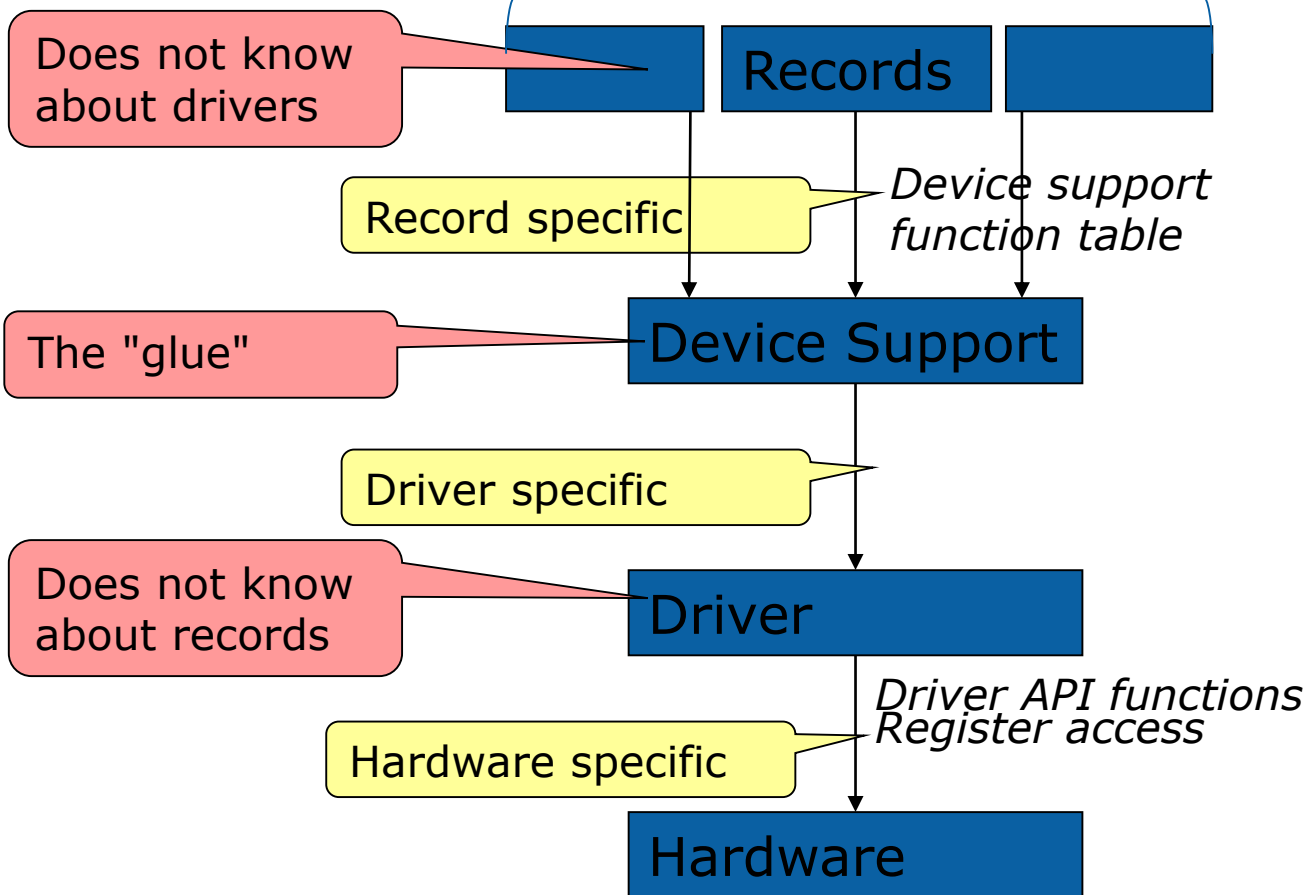 Does not know
about drivers
Records
Device support
function table
Record specific
The "glue"
Device Support
Driver specific
Does not know
about records
Driver
Driver API functions
Register access
Hardware specific
Hardware